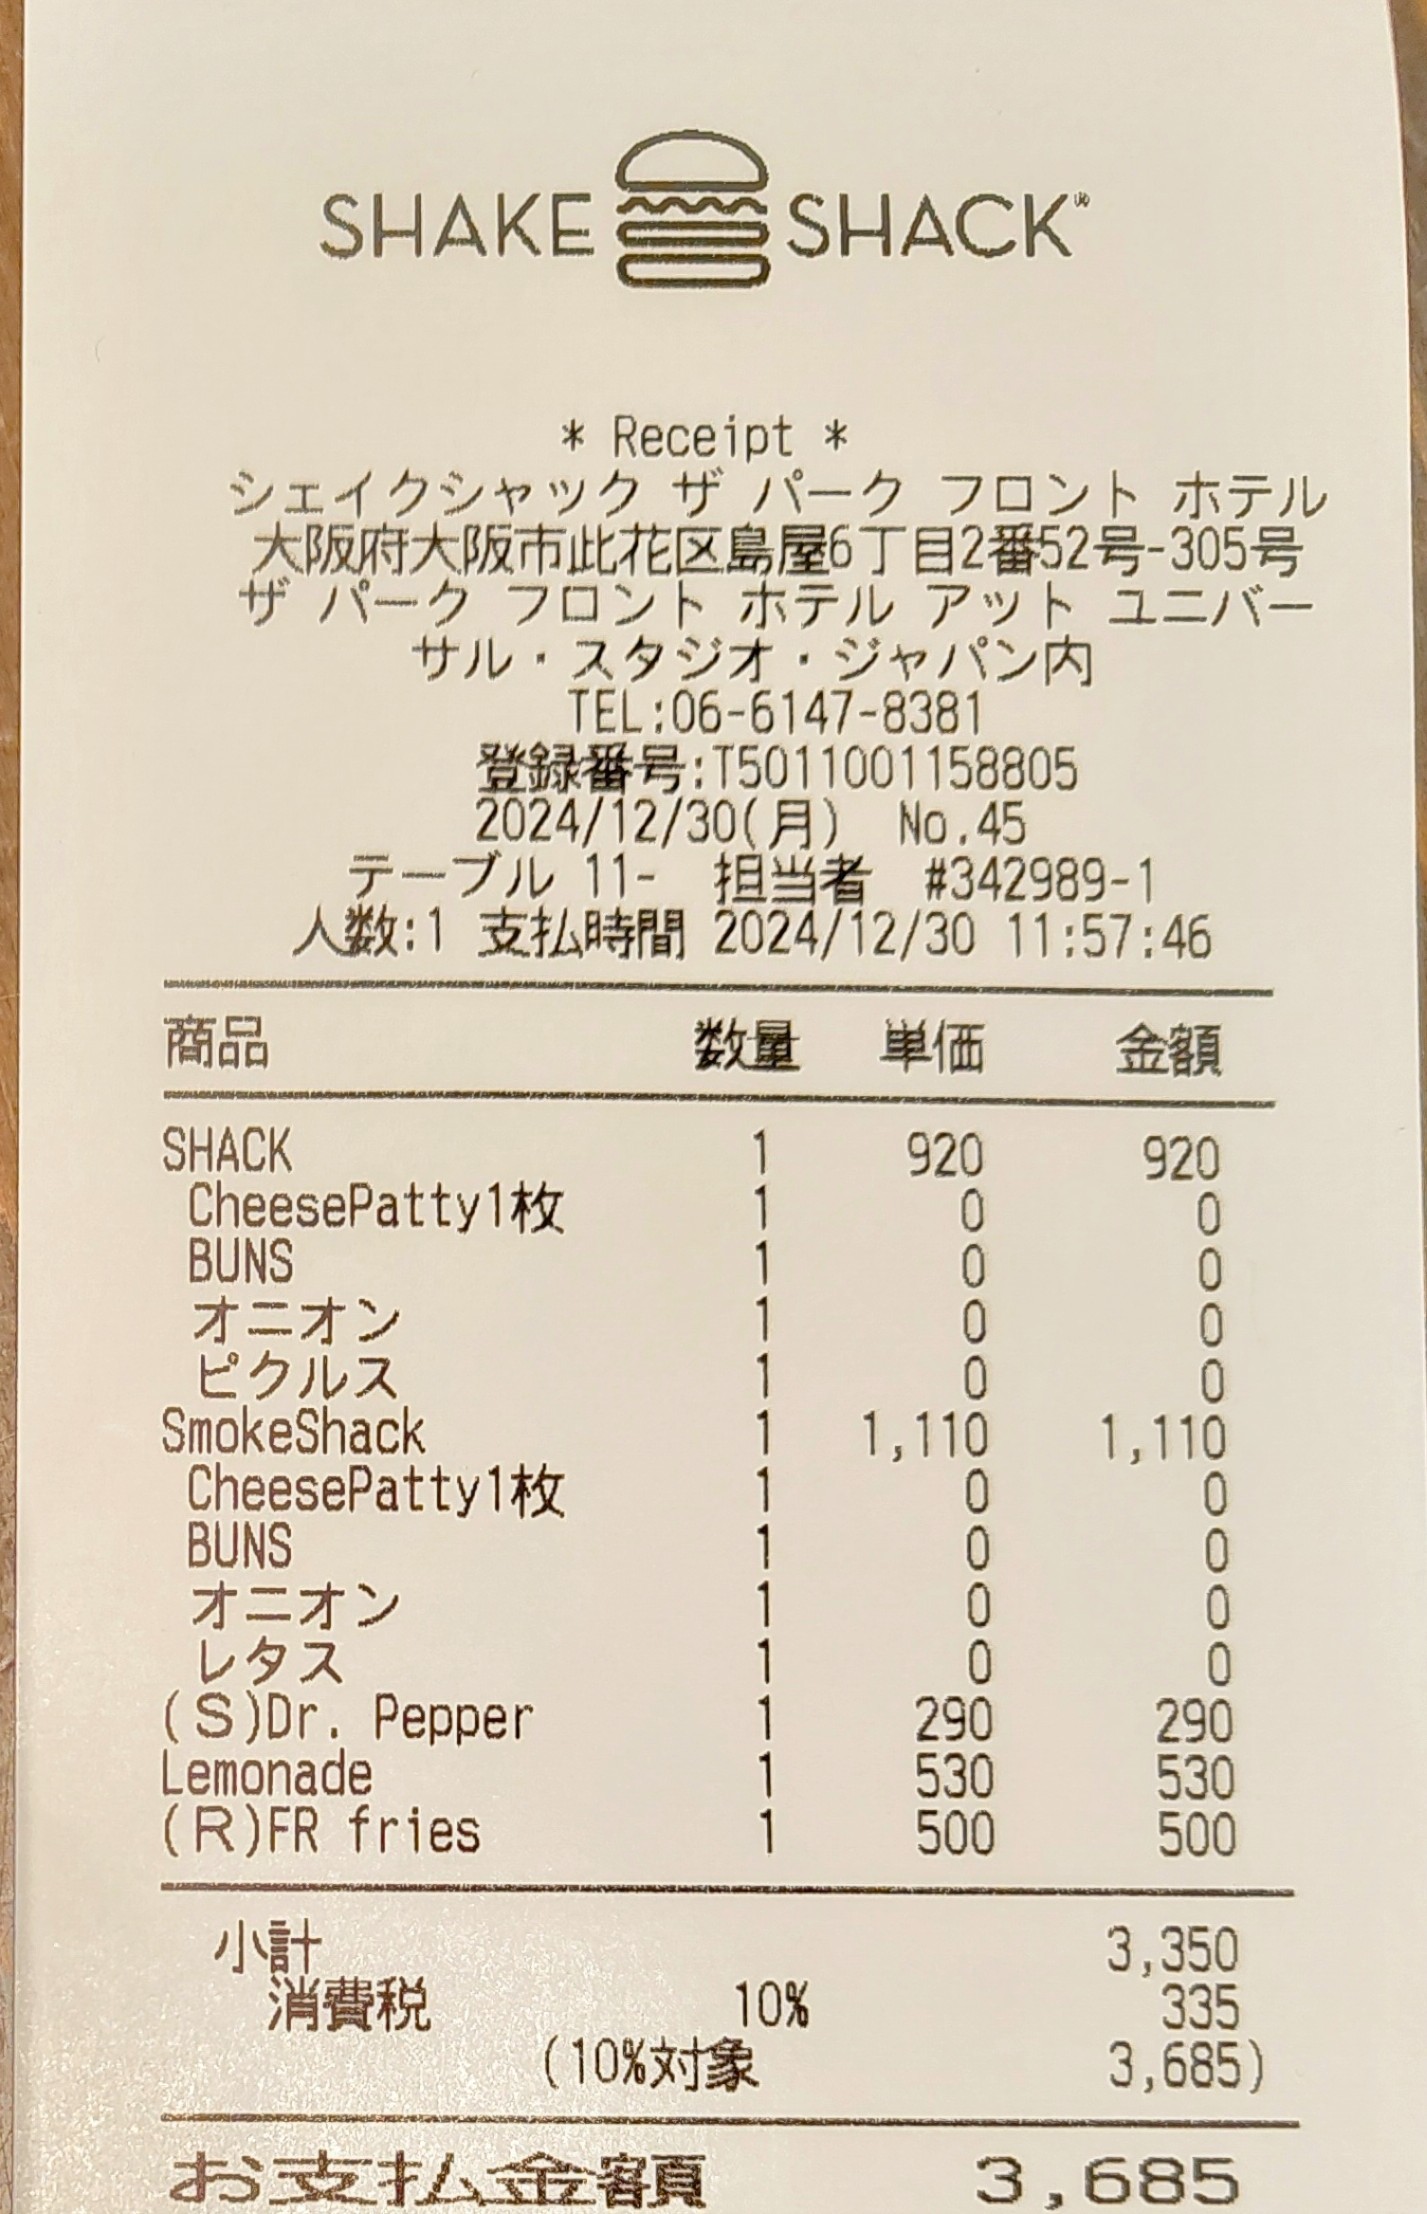 SHAKE SHACK®
* Receipt *
シェイクシャック ザ パーク フロント ホテル
大阪府大阪市此花区島屋6丁目2番52号-305号
ザ パーク フロント ホテル アット ユニバー
サル・スタジオ・ジャパン内
TEL:06-6147-8381
登録番号:T5011001158805
2024/12/30(月) No.45
テーブル 11- 担当者 #342989-1
人数:1 支払時間 2024/12/30 11:57:46
商品 数量 単価 金額
SHACK 1 920 920
CheesePatty1枚 1 0 0
BUNS 1 0 0
オニオン 1 0 0
ピクルス 1 0 0
SmokeShack 1 1,110 1,110
CheesePatty1枚 1 0 0
BUNS 1 0 0
オニオン 1 0 0
レタス 1 0 0
(S)Dr. Pepper 1 290 290
Lemonade 1 530 530
(R)FR fries 1 500 500
小計 3,350
消費税 10% 335
(10%対象 3,685)
お支払金額 3,685